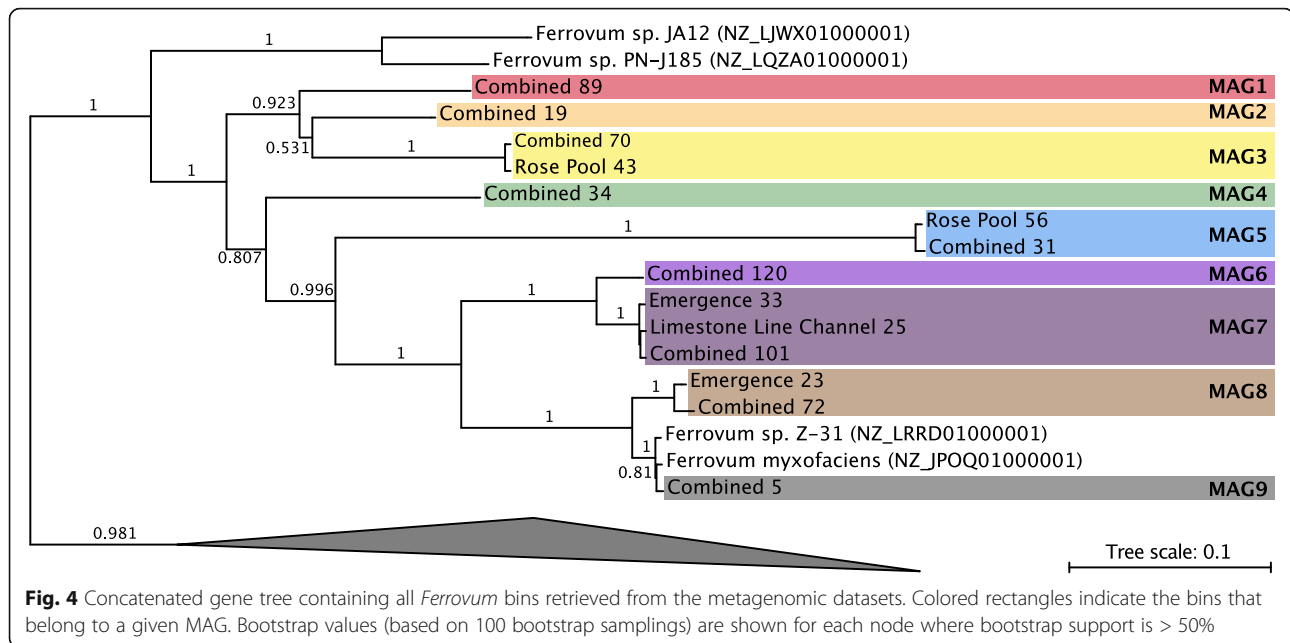 1
Ferrovum sp. JA12 (NZ_LJWX01000001)
Ferrovum sp. PN-J185 (NZ_LQZA01000001)
Combined 89 MAG1
0.923
1
Combined 19 MAG2
0.531
1
Combined 70
Rose Pool 43
MAG3
1
Combined 34 MAG4
0.807
Rose Pool 56
1
Combined 31
MAG5
0.996
Combined 120 MAG6
1
Emergence 33
1
Limestone Line Channel 25
MAG7
Combined 101
1
Emergence 23
1
MAG8
Combined 72
1
Ferrovum sp. Z-31 (NZ_LRRD01000001)
1
Ferrovum myxofaciens (NZ_JPOQ01000001)
0.81
Combined 5 MAG9
0.981
Tree scale: 0.1
Fig. 4 Concatenated gene tree containing all Ferrovum bins retrieved from the metagenomic datasets. Colored rectangles indicate the bins that
belong to a given MAG. Bootstrap values (based on 100 bootstrap samplings) are shown for each node where bootstrap support is > 50%